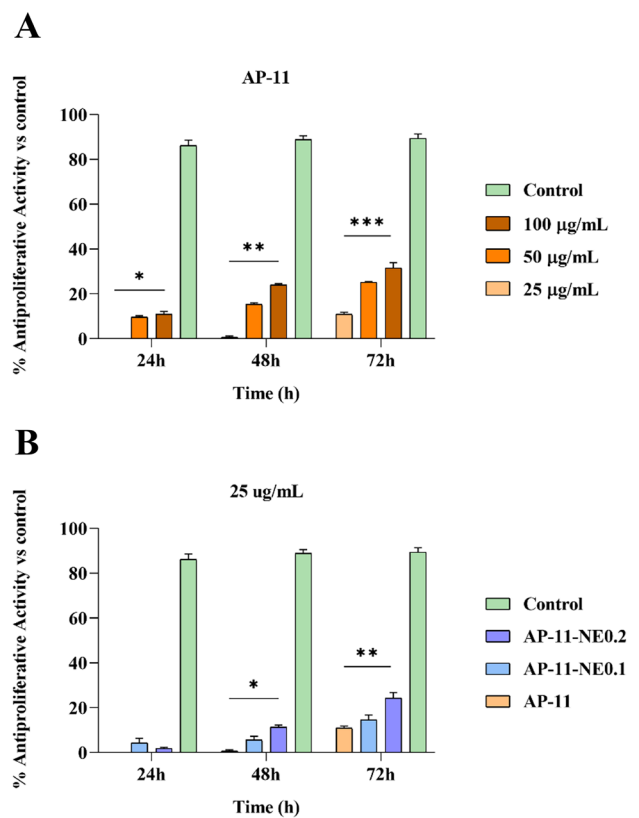 A
AP-11
% Antiproliferative Activity vs control
100
80
60
40
20
0
*
**
***
24h
48h
72h
Time (h)
Control
100 μg/mL
50 μg/mL
25 μg/mL
B
25 ug/mL
% Antiproliferative Activity vs control
100
80
60
40
20
0
*
**
24h
48h
72h
Time (h)
Control
AP-11-NE0.2
AP-11-NE0.1
AP-11